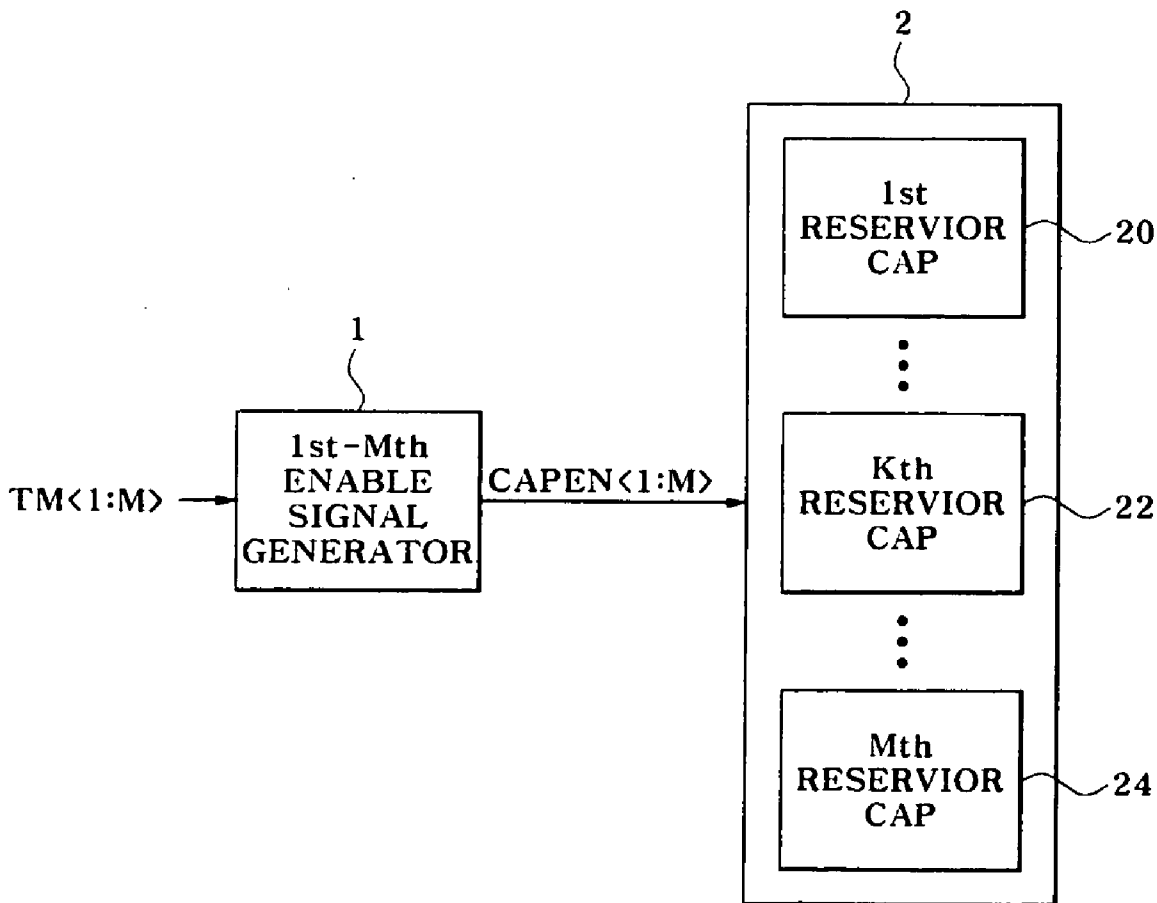 2
1st
RESERVIOR
CAP
20
1
1st-Mth
ENABLE
SIGNAL
GENERATOR
TM<1:M>
CAPEN<1:M>
Kth
RESERVIOR
CAP
22
Mth
RESERVIOR
CAP
24